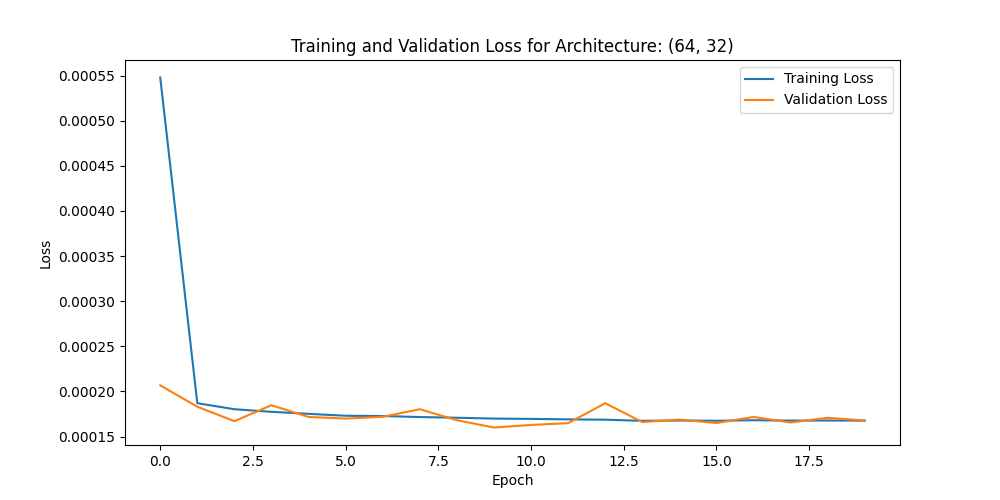 Training and Validation Loss for Architecture: (64, 32)
Training Loss
Validation Loss
0.00055
0.00050
0.00045
0.00040
0.00035
0.00030
0.00025
0.00020
0.00015
Loss
0.0 2.5 5.0 7.5 10.0 12.5 15.0 17.5
Epoch